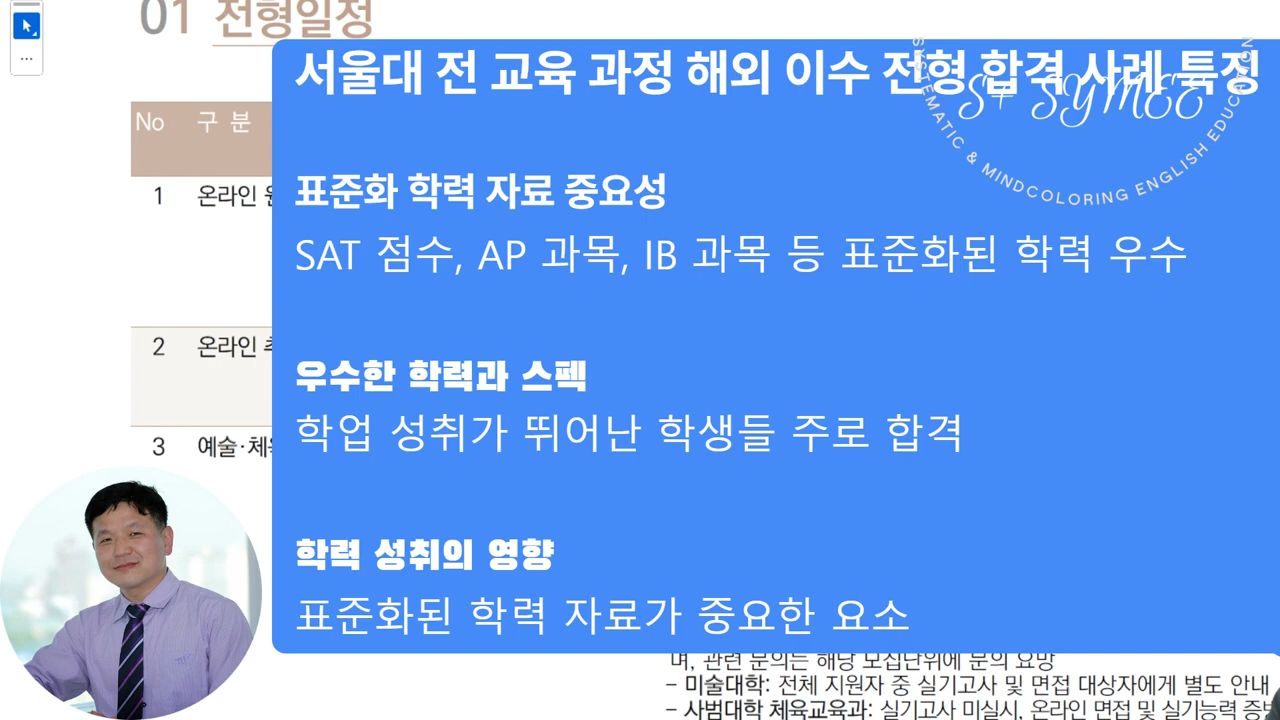 01 전형일정
서울대 전 교육 과정 해외 이수 전형 합격 사례 특징
S+ SYMEE
SYSTEMATIC & MINDCOLORING ENGLISH EDUCATION
No 구 분
표준화 학력 자료 중요성
1 온라인
SAT 점수, AP 과목, IB 과목 등 표준화된 학력 우수
2 온라인
우수한 학력과 스펙
학업 성취가 뛰어난 학생들 주로 합격
3 예술·체
학력 성취의 영향
표준화된 학력 자료가 중요한 요소
며, 관련 문의는 해당 모집단위에 문의 요망
– 미술대학: 전체 지원자 중 실기고사 및 면접 대상자에게 별도 안내
– 사범대학 체육교육과: 실기고사 미실시, 온라인 면접 및 실기능력 증